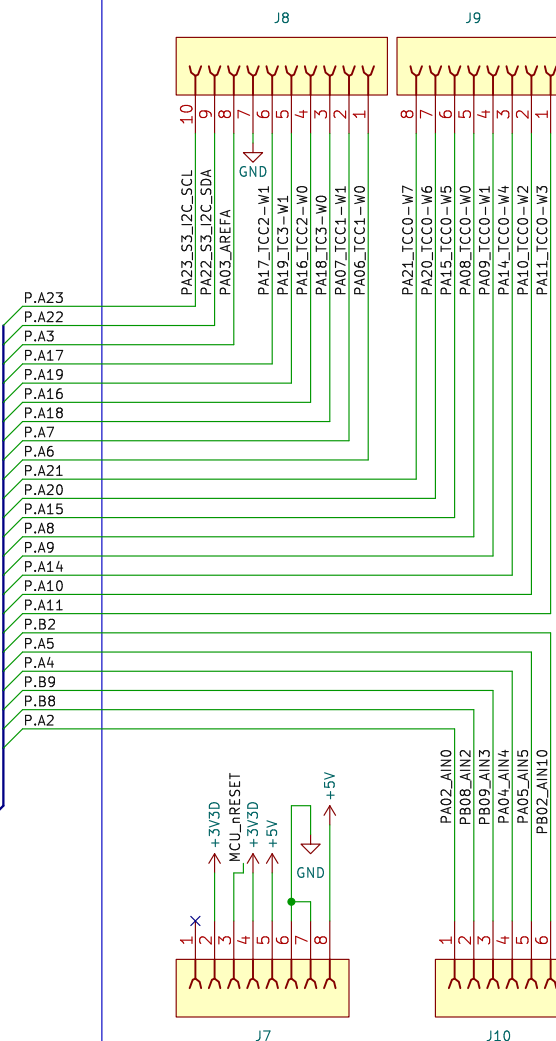 J8
J9
10 9 8 7 6 5 4 3 2 1
8 7 6 5 4 3 2 1
GND
PA23_S3_I2C_SCL
PA22_S3_I2C_SDA
PA03_AREFA
PA17_TCC2-W1
PA19_TC3-W1
PA16_TCC2-W0
PA18_TC3-W0
PA07_TCC1-W1
PA06_TCC1-W0
PA21_TCC0-W7
PA20_TCC0-W6
PA15_TCC0-W5
PA08_TCC0-W0
PA09_TCC0-W1
PA14_TCC0-W4
PA10_TCC0-W2
PA11_TCC0-W3
P.A23
P.A22
P.A3
P.A17
P.A19
P.A16
P.A18
P.A7
P.A6
P.A21
P.A20
P.A15
P.A8
P.A9
P.A14
P.A10
P.A11
P.B2
P.A5
P.A4
P.B9
P.B8
P.A2
+3V3D
MCU_nRESET
+3V3D
+5V
GND
+5V
PA02_AIN0
PB08_AIN2
PB09_AIN3
PA04_AIN4
PA05_AIN5
PB02_AIN10
1 2 3 4 5 6 7 8
1 2 3 4 5 6
J7
J10